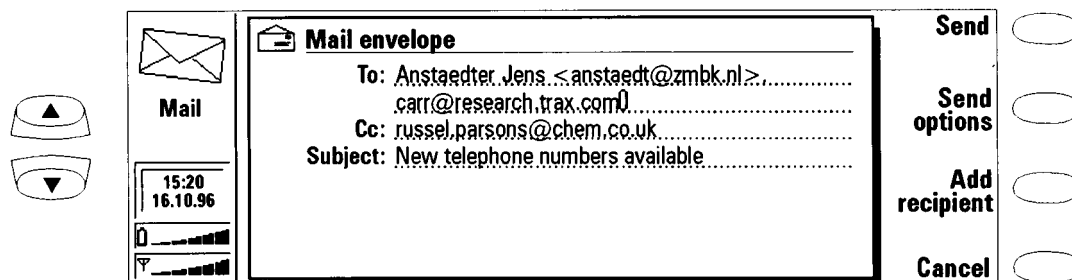 Mail
15:20
16.10.96
Mail envelope
To: Anstaedter Jens <anstaedt@zmbk.nl>,
carr@research.trax.com
Cc: russel.parsons@chem.co.uk
Subject: New telephone numbers available
Send
Send
options
Add
recipient
Cancel